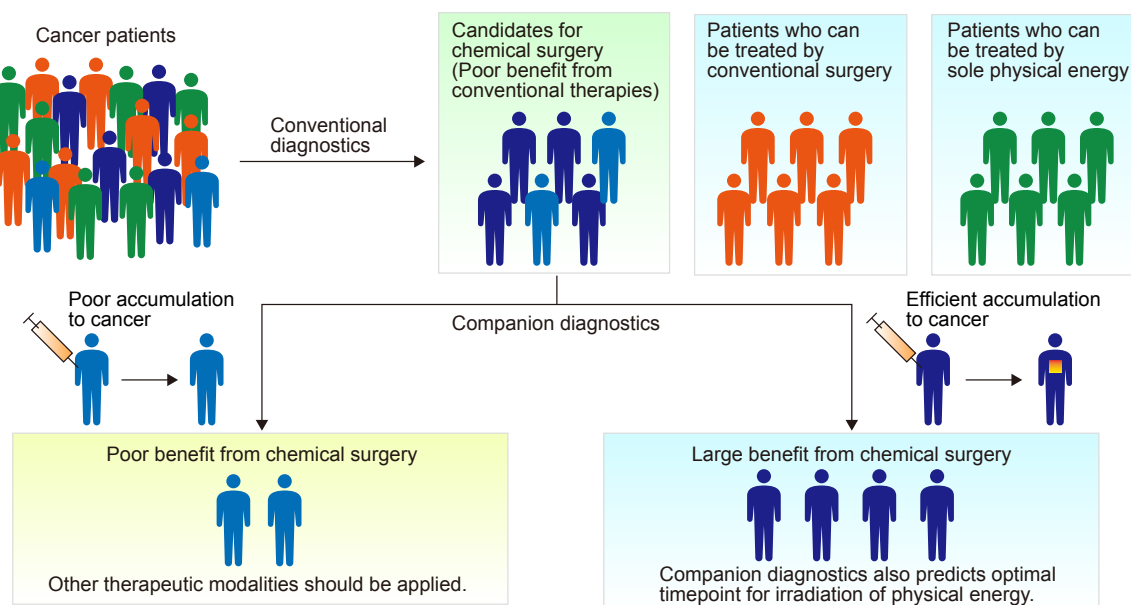 Cancer patients
Conventional
diagnostics
Candidates for
chemical surgery
(Poor benefit from
conventional therapies)
Patients who can
be treated by
conventional surgery
Patients who can
be treated by
sole physical energy
Poor accumulation
to cancer
Companion diagnostics
Efficient accumulation
to cancer
Poor benefit from chemical surgery
Other therapeutic modalities should be applied.
Large benefit from chemical surgery
Companion diagnostics also predicts optimal
timepoint for irradiation of physical energy.